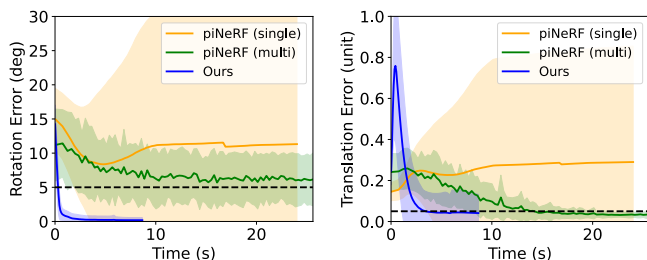 30
25
20
15
10
5
0
Rotation Error (deg)
piNeRF (single)
piNeRF (multi)
Ours
0
10
20
Time (s)
1.0
0.8
0.6
0.4
0.2
0.0
Translation Error (unit)
piNeRF (single)
piNeRF (multi)
Ours
0
10
20
Time (s)